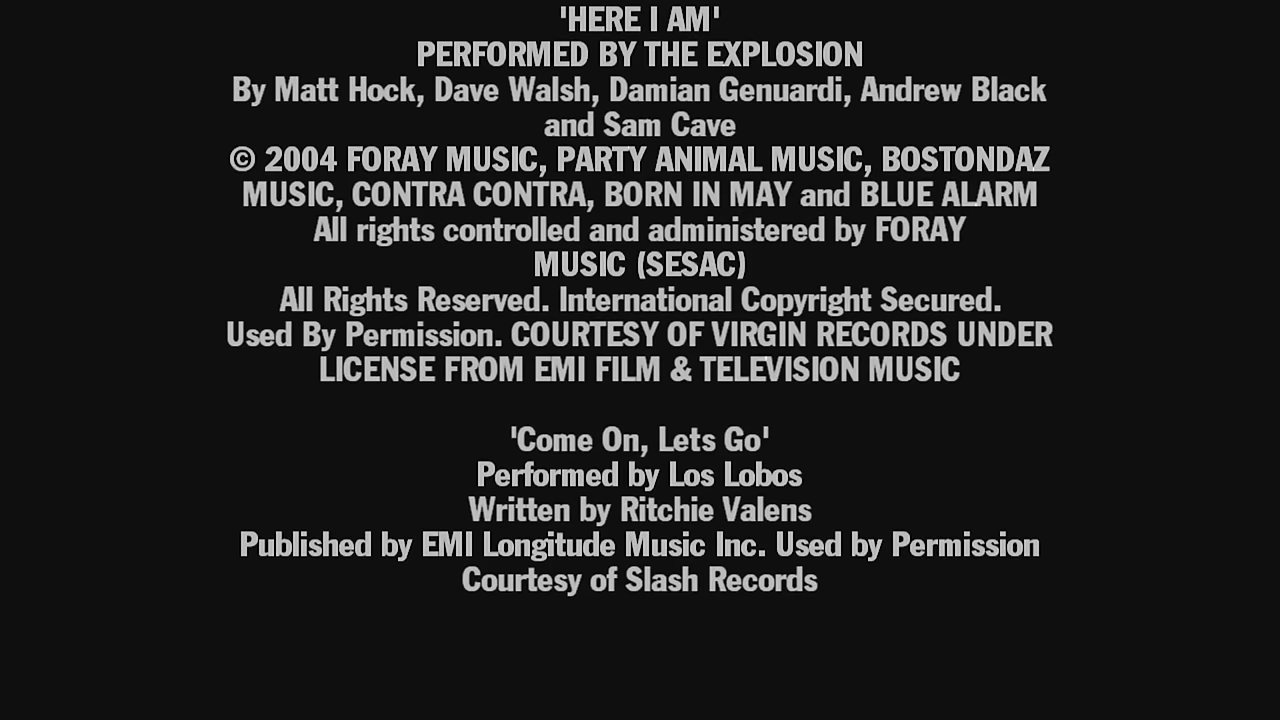 'HERE I AM'
PERFORMED BY THE EXPLOSION
By Matt Hock, Dave Walsh, Damian Genuardi, Andrew Black
and Sam Cave
© 2004 FORAY MUSIC, PARTY ANIMAL MUSIC, BOSTONDAZ
MUSIC, CONTRA CONTRA, BORN IN MAY and BLUE ALARM
All rights controlled and administered by FORAY
MUSIC (SESAC)
All Rights Reserved. International Copyright Secured.
Used By Permission. COURTESY OF VIRGIN RECORDS UNDER
LICENSE FROM EMI FILM & TELEVISION MUSIC
'Come On, Lets Go'
Performed by Los Lobos
Written by Ritchie Valens
Published by EMI Longitude Music Inc. Used by Permission
Courtesy of Slash Records